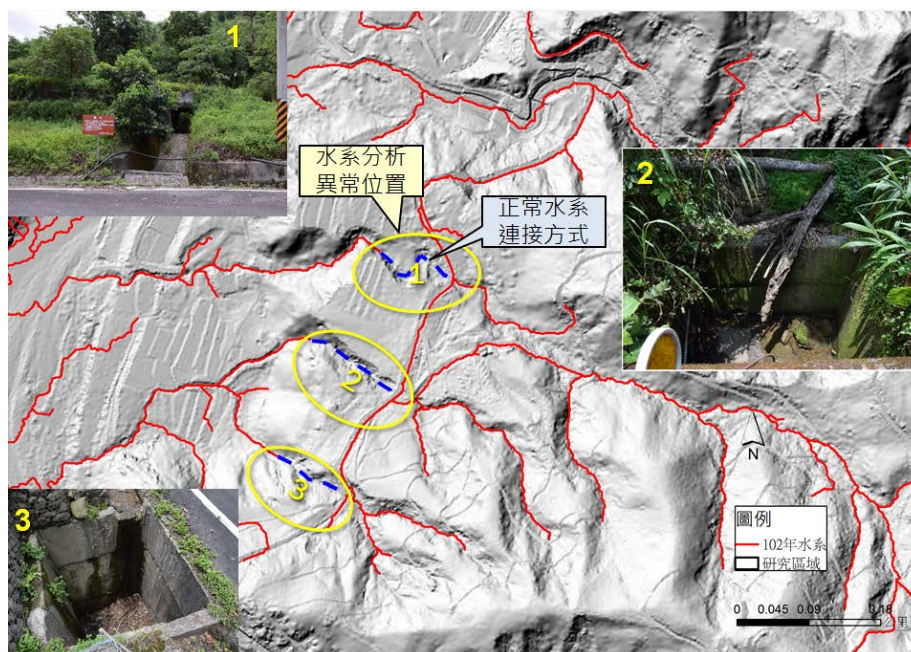 1
水系分析
異常位置
正常水系
連接方式
2
1
2
3
N
3
圖例
102年水系
研究區域
0 0.045 0.09 0.18
公里